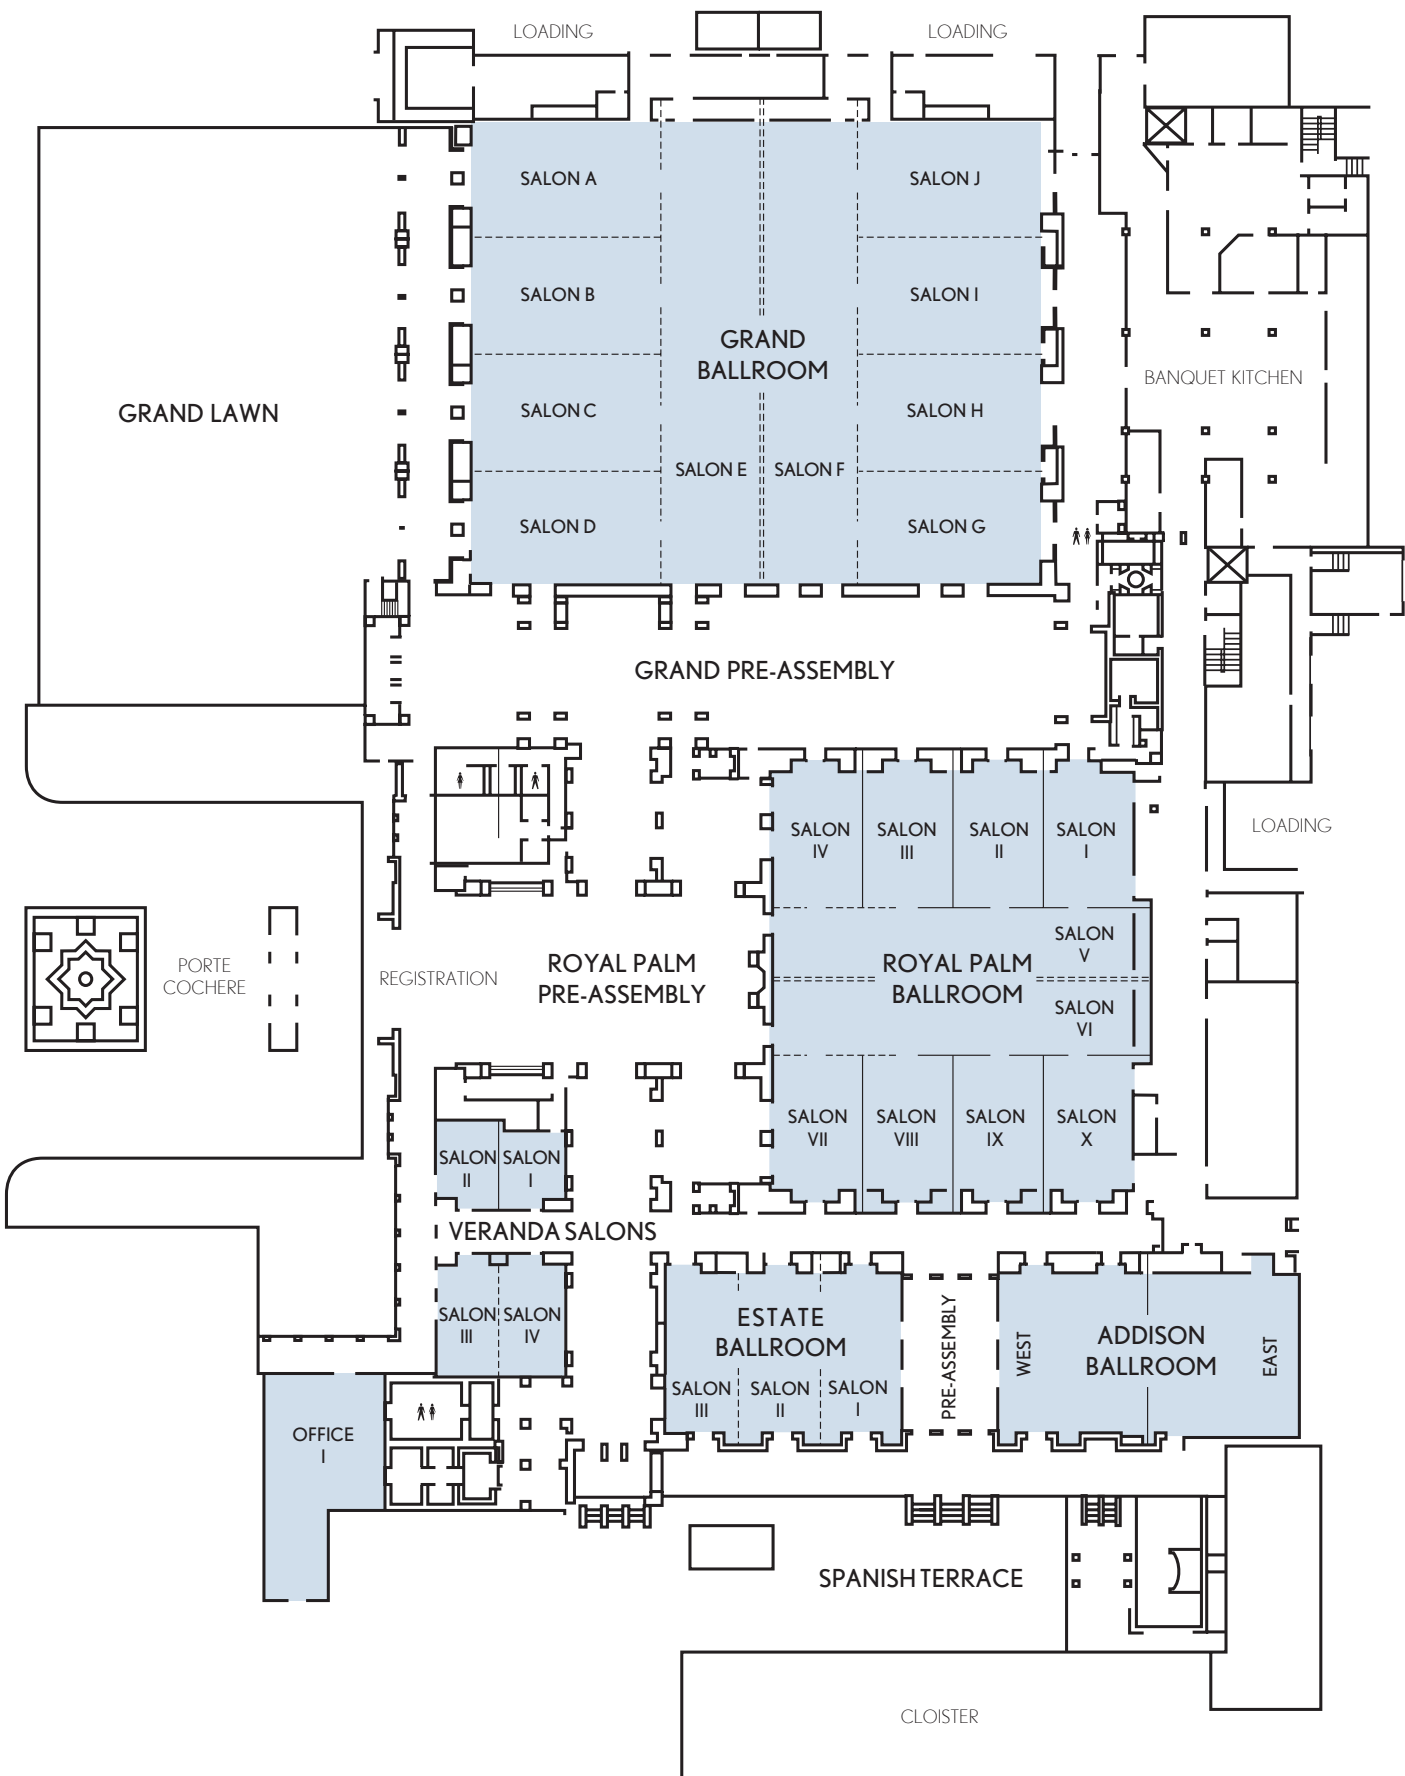 LOADING
LOADING
SALON A
SALON J
SALON B
SALON I
GRAND
BALLROOM
BANQUET KITCHEN
GRAND LAWN
SALON C
SALON H
SALON E
SALON F
SALON D
SALON G
GRAND PRE-ASSEMBLY
SALON
IV
SALON
III
SALON
II
SALON
I
LOADING
PORTE
COCHERE
REGISTRATION
ROYAL PALM
PRE-ASSEMBLY
ROYAL PALM
BALLROOM
SALON
V
SALON
VI
SALON
VII
SALON
VIII
SALON
IX
SALON
X
SALON
II
SALON
I
VERANDA SALONS
SALON
III
SALON
IV
ESTATE
BALLROOM
SALON
III
SALON
II
SALON
I
PRE-ASSEMBLY
WEST
ADDISON
BALLROOM
EAST
OFFICE
I
SPANISH TERRACE
CLOISTER